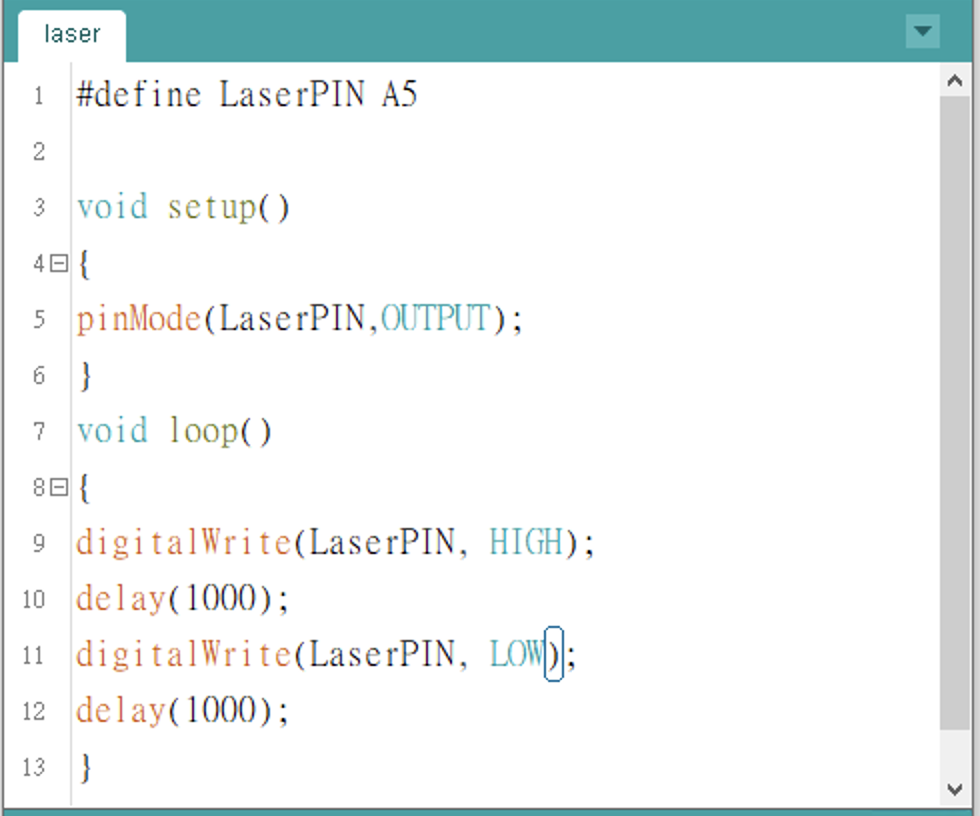 laser
1 #define LaserPIN A5
2
3 void setup()
4 {
5 pinMode(LaserPIN,OUTPUT);
6 }
7 void loop()
8 {
9 digitalWrite(LaserPIN, HIGH);
10 delay(1000);
11 digitalWrite(LaserPIN, LOW);
12 delay(1000);
13 }